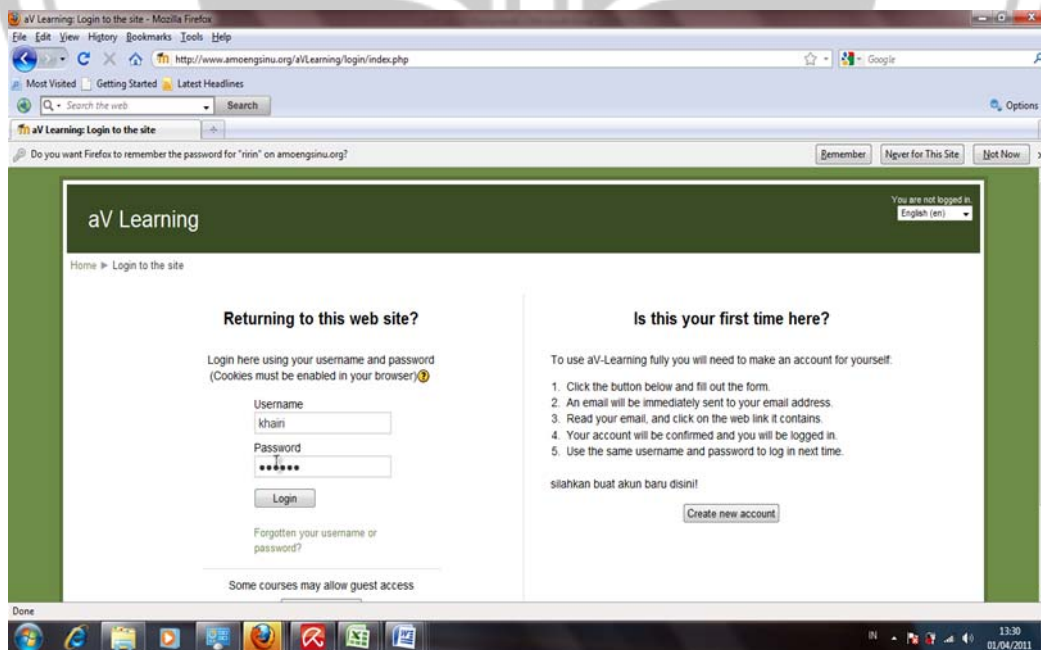 aV Learning: Login to the site - Mozilla Firefox
File Edit View History Bookmarks Tools Help
http://www.amoengsinu.org/aVLearning/login/index.php
Google
Most Visited Getting Started Latest Headlines
Search the web Search Options
aV Learning: Login to the site
Do you want Firefox to remember the password for "ririn" on amoengsinu.org? Remember Never for This Site Not Now
You are not logged in.
aV Learning
English (en)
Home ► Login to the site
Returning to this web site?
Login here using your username and password
(Cookies must be enabled in your browser)
Username
khairi
Password
Login
Forgotten your username or
password?
Some courses may allow guest access
Is this your first time here?
To use aV-Learning fully you will need to make an account for yourself:
1. Click the button below and fill out the form.
2. An email will be immediately sent to your email address.
3. Read your email, and click on the web link it contains.
4. Your account will be confirmed and you will be logged in.
5. Use the same username and password to log in next time.
silahkan buat akun baru disini!
Create new account
Done
IN
13:30
01/04/2011